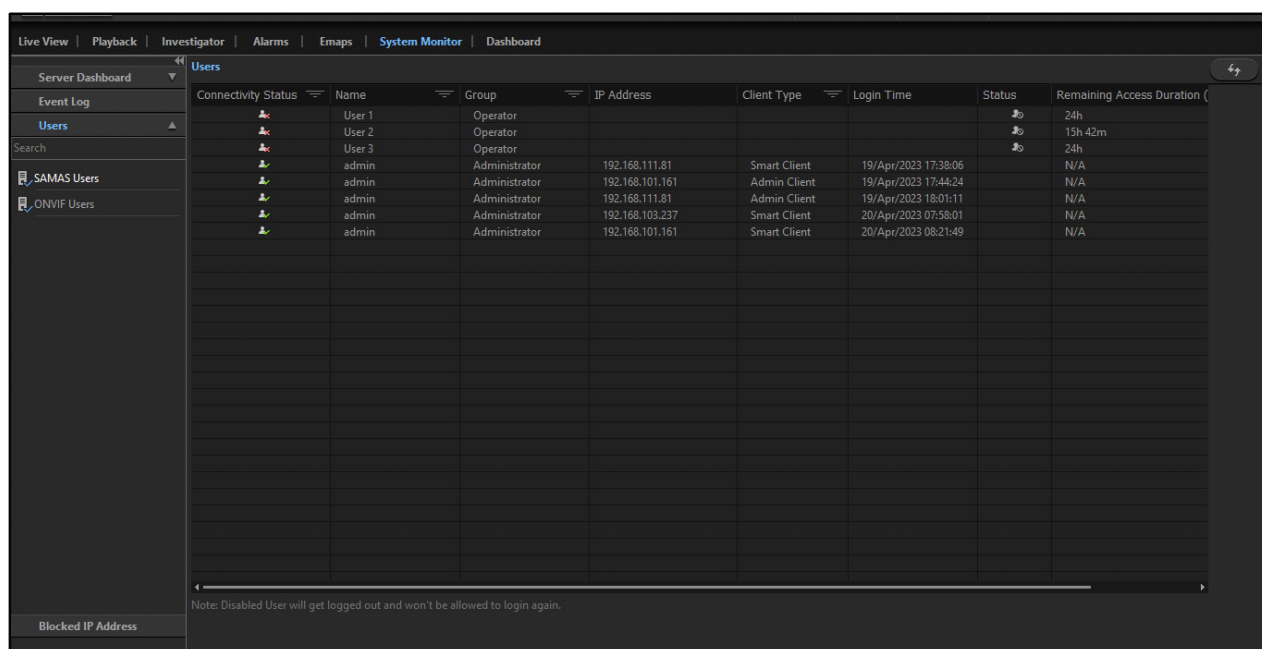 Live View | Playback | Investigator | Alarms | Emaps | System Monitor | Dashboard
Server Dashboard
Event Log
Users
Search
SAMAS Users
ONVIF Users
Blocked IP Address
Users
Connectivity Status Name Group IP Address Client Type Login Time Status Remaining Access Duration (
User 1 Operator 24h
User 2 Operator 15h 42m
User 3 Operator 24h
admin Administrator 192.168.111.81 Smart Client 19/Apr/2023 17:38:06 N/A
admin Administrator 192.168.101.161 Admin Client 19/Apr/2023 17:44:24 N/A
admin Administrator 192.168.111.81 Admin Client 19/Apr/2023 18:01:11 N/A
admin Administrator 192.168.103.237 Smart Client 20/Apr/2023 07:58:01 N/A
admin Administrator 192.168.101.161 Smart Client 20/Apr/2023 08:21:49 N/A
Note: Disabled User will get logged out and won't be allowed to login again.